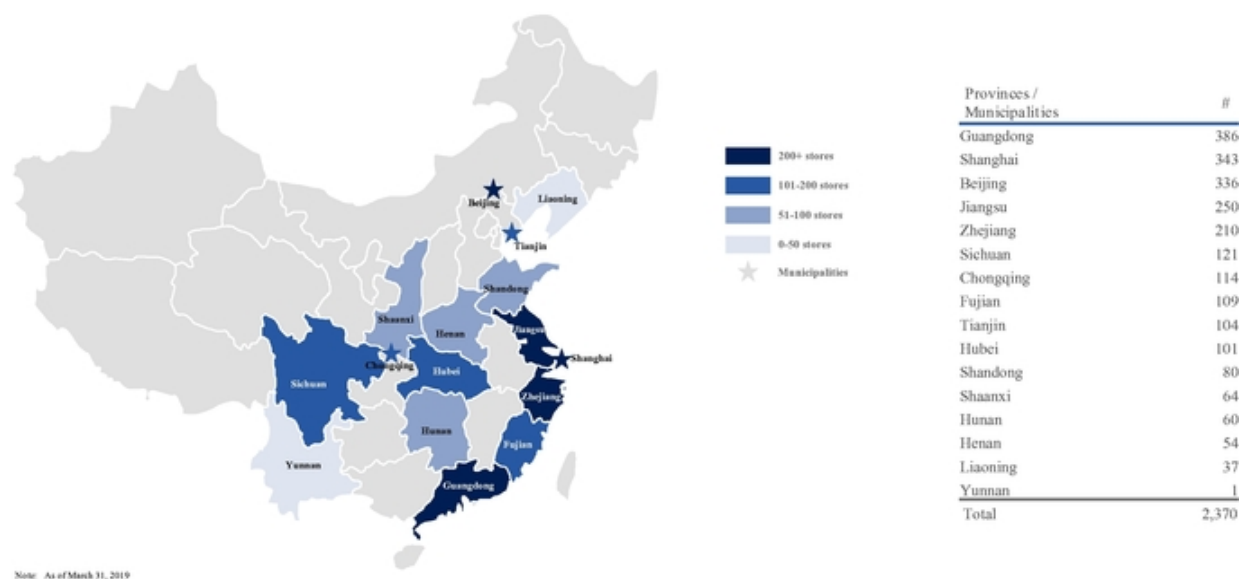 Beijing
Liaoning
Tianjin
Shandong
Shaanxi
Henan
Jiangsu
Shanghai
Chongqing
Hubei
Sichuan
Zhejiang
Hunan
Fujian
Yunnan
Guangdong
200+ stores
101-200 stores
51-100 stores
0-50 stores
Municipalities
Provinces /
Municipalities #
Guangdong 386
Shanghai 343
Beijing 336
Jiangsu 250
Zhejiang 210
Sichuan 121
Chongqing 114
Fujian 109
Tianjin 104
Hubei 101
Shandong 80
Shaanxi 64
Hunan 60
Henan 54
Liaoning 37
Yunnan 1
Total 2,370
Note: As of March 31, 2019